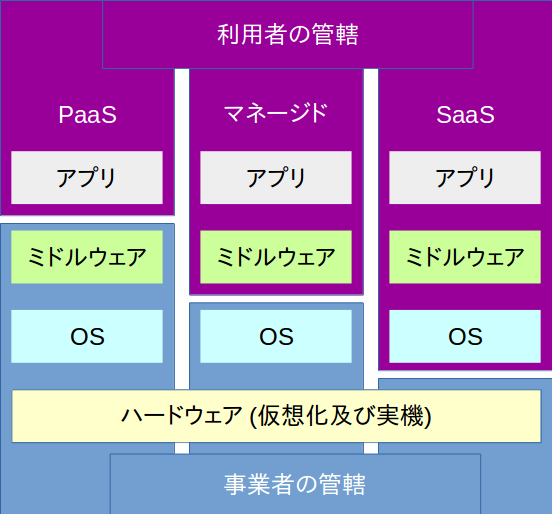 利用者の管轄
PaaS
マネージド
SaaS
アプリ
アプリ
アプリ
ミドルウェア
ミドルウェア
ミドルウェア
OS
OS
OS
ハードウェア (仮想化及び実機)
事業者の管轄